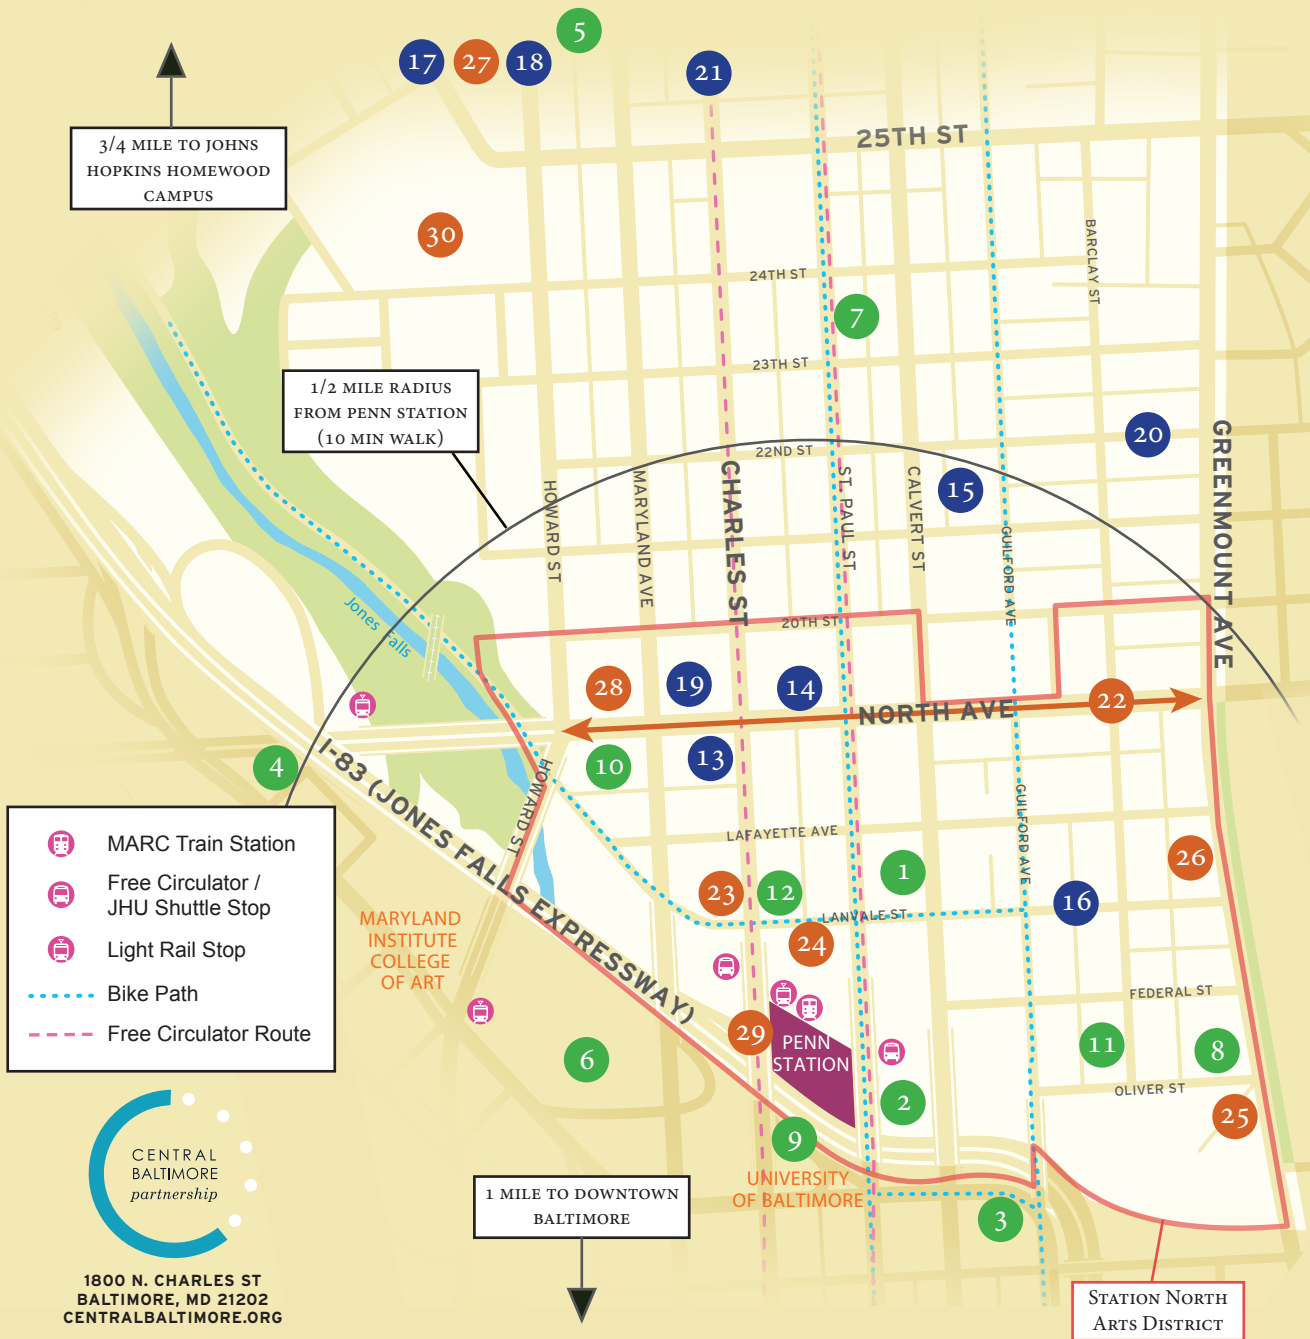 5
17
27
18
21
3/4 MILE TO JOHNS
HOPKINS HOMEWOOD
CAMPUS
25TH ST
30
BARCLAY ST
24TH ST
7
23TH ST
1/2 MILE RADIUS
FROM PENN STATION
(10 MIN WALK)
20
22ND ST
15
HOWARD ST
MARYLAND AVE
CHARLES ST
ST. PAUL ST
CALVERT ST
GUILFORD AVE
GREENMOUNT AVE
Jones Falls
20TH ST
28
19
14
22
NORTH AVE
4
10
13
I-83 (JONES FALLS EXPRESSWAY)
HOWARD ST
GUILFORD AVE
LAFAYETTE AVE
26
1
23
12
16
LANVALE ST
24
MARC Train Station
Free Circulator /
JHU Shuttle Stop
Light Rail Stop
Bike Path
Free Circulator Route
MARYLAND
INSTITUTE
COLLEGE
OF ART
FEDERAL ST
29
PENN
STATION
11
8
6
OLIVER ST
2
25
9
UNIVERSITY
OF BALTIMORE
3
CENTRAL
BALTIMORE
partnership
1 MILE TO DOWNTOWN
BALTIMORE
1800 N. CHARLES ST
BALTIMORE, MD 21202
CENTRALBALTIMORE.ORG
STATION NORTH
ARTS DISTRICT